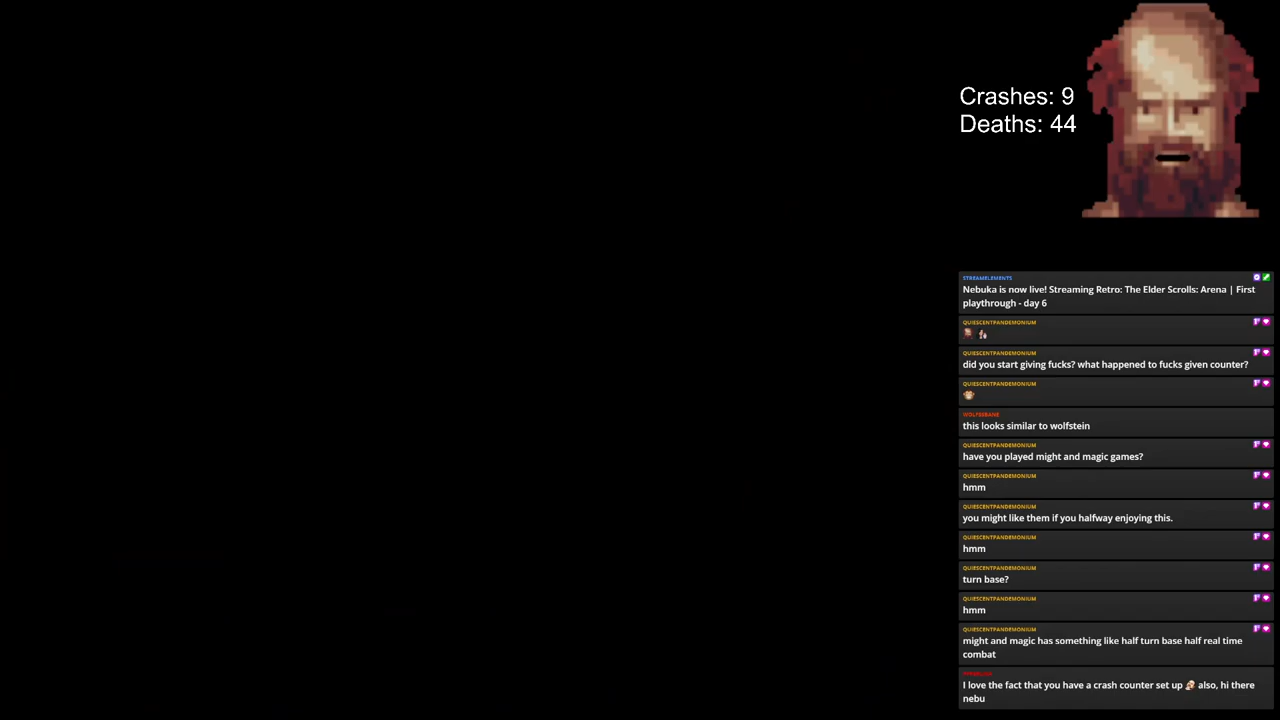 Crashes: 9
Deaths: 44
STREAMELEMENTS
Nebuka is now live! Streaming Retro: The Elder Scrolls: Arena | First
playthrough - day 6
QUIESCENTPANDEMONIUM
QUIESCENTPANDEMONIUM
did you start giving fucks? what happened to fucks given counter?
QUIESCENTPANDEMONIUM
WOLFSSBANE
this looks similar to wolfstein
QUIESCENTPANDEMONIUM
have you played might and magic games?
QUIESCENTPANDEMONIUM
hmm
QUIESCENTPANDEMONIUM
you might like them if you halfway enjoying this.
QUIESCENTPANDEMONIUM
hmm
QUIESCENTPANDEMONIUM
turn base?
QUIESCENTPANDEMONIUM
hmm
QUIESCENTPANDEMONIUM
might and magic has something like half turn base half real time
combat
I love the fact that you have a crash counter set up also, hi there
nebu